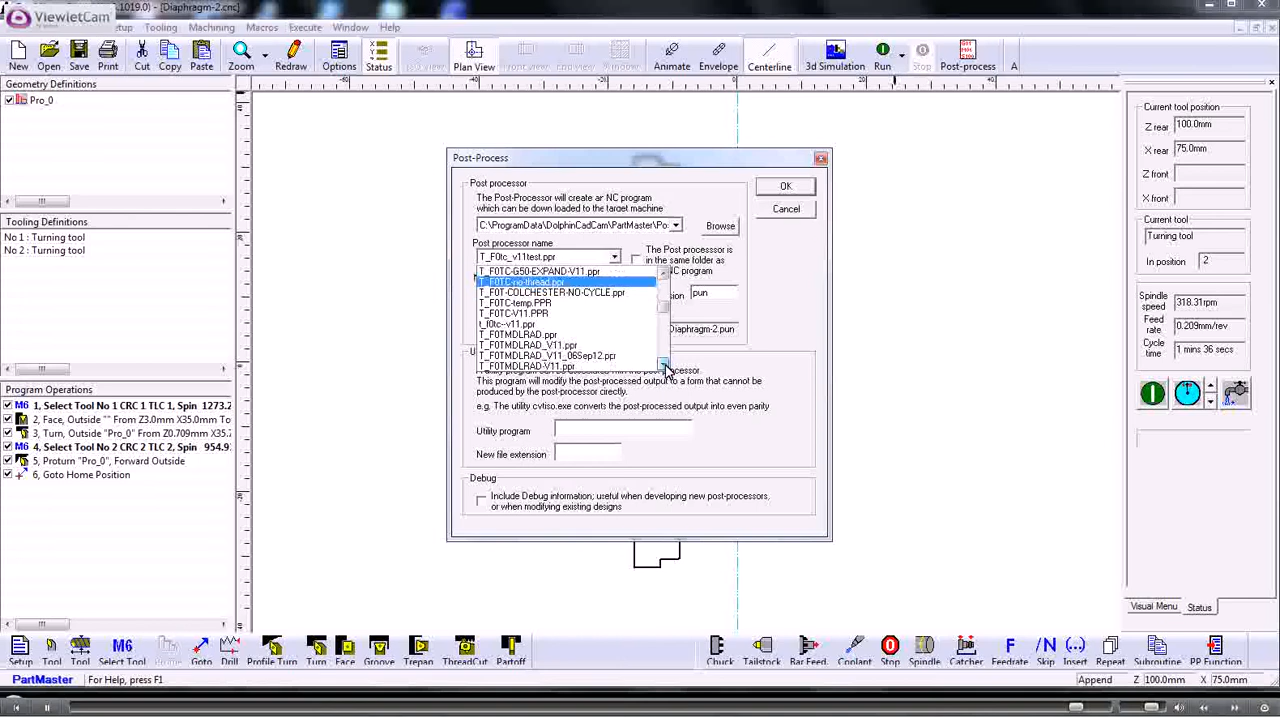 ViewletCam
1019.0) - [Diaphragm-2.cnc]
etup Tooling Machining Macros Execute Window Help
New Open Save Print Cut Copy Paste Zoom Redraw Options Status Plan View Animate Envelope Centerline 3d Simulation Run Stop Post-process A
Geometry Definitions
Pro_0
Tooling Definitions
No 1 : Turning tool
No 2 : Turning tool
Program Operations
1, Select Tool No 1 CRC 1 TLC 1, Spin 1273.2
2, Face, Outside "" From Z3.0mm X35.0mm To
3, Turn, Outside "Pro_0" From Z0.709mm X35.
4, Select Tool No 2 CRC 2 TLC 2, Spin 954.9
5, Proturn "Pro_0", Forward Outside
6, Goto Home Position
-40
-20
0
40
Post-Process
Post processor
The Post-Processor will create an NC program
which can be down loaded to the target machine
C:\ProgramData\DolphinCadCam\PartMaster\Po:
Browse
OK
Cancel
Post processor name
T_F0tc_v11test.ppr
The Post processsor is
in the same folder as
NC program
T_F0TC-G50-EXPAND-V11.ppr
T_F0TC-no-thread.ppr
T_F0T-COLCHESTER-NO-CYCLE.ppr
T_F0TC-temp.PPR
T_F0TC-V11.PPR
t_f0tc--v11.ppr
T_F0TMDLRAD.ppr
T_F0TMDLRAD_V11.ppr
T_F0TMDLRAD_V11_06Sep12.ppr
T_F0TMDLRAD-V11.ppr
sion pun
Diaphragm-2.pun
This program will modify the post-processed output to a form that cannot be
produced by the post-processor directly.
e.g. The utility cvtiso.exe converts the post-processed output into even parity
Utility program
New file extension
Debug
Include Debug information; useful when developing new post-processors,
or when modifying existing designs
Current tool position
Z rear 100.0mm
X rear 75.0mm
Z front
X front
Current tool
Turning tool
In position 2
Spindle speed 318.31rpm
Feed rate 0.209mm/rev
Cycle time 1 mins 36 secs
Visual Menu Status
Setup Tool Tool Select Tool Goto Drill Profile Turn Turn Face Groove Trepan ThreadCut Partoff Chuck Tailstock Bar Feed Coolant Stop Spindle Catcher Feedrate Skip Insert Repeat Subroutine PP Function
M6
F
/N
PartMaster For Help, press F1 Append Z 100.0mm X 75.0mm